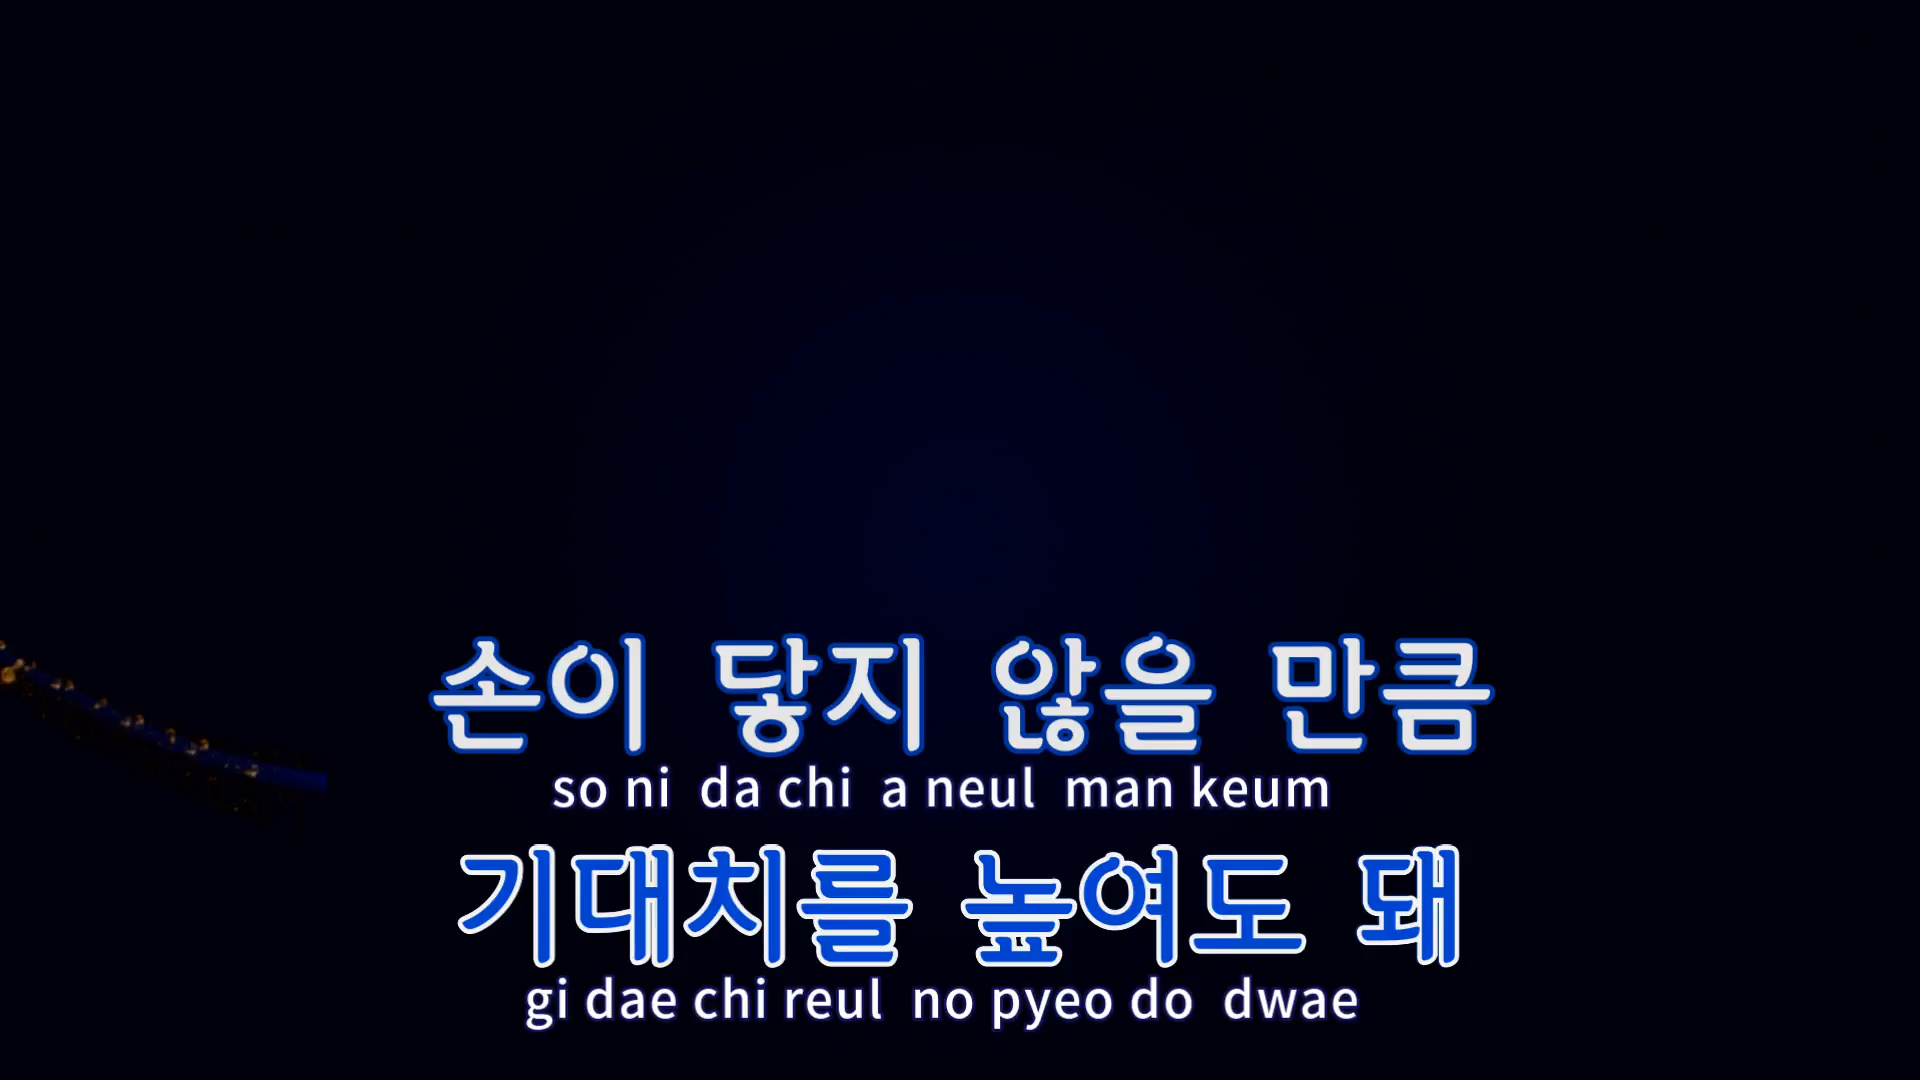 손이 닿지 않을 만큼
so ni da chi a neul man keum
기대치를 높여도 돼
gi dae chi reul no pyeo do dwae